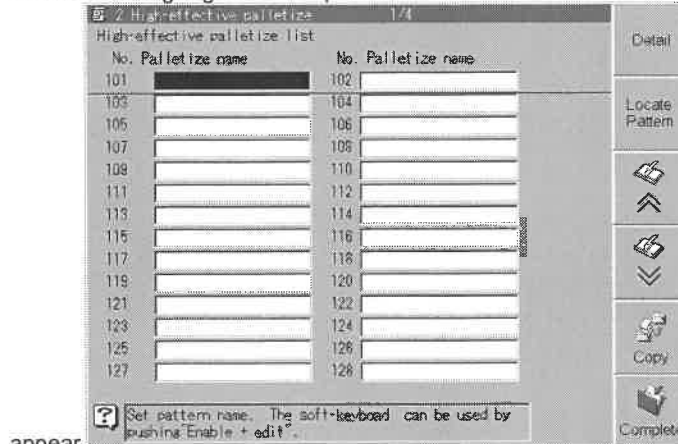 2 High-effective palletize 1/4
High-effective palletize list
No. Palletize name No. Palletize name
101 102
103 104
105 106
107 108
109 110
111 112
113 114
115 116
117 118
119 120
121 122
123 124
125 126
127 128
Set pattern name. The soft-keyboad can be used by
pushing"Enable + edit".
Detail
Locate
Pattern
Copy
Complete
appear